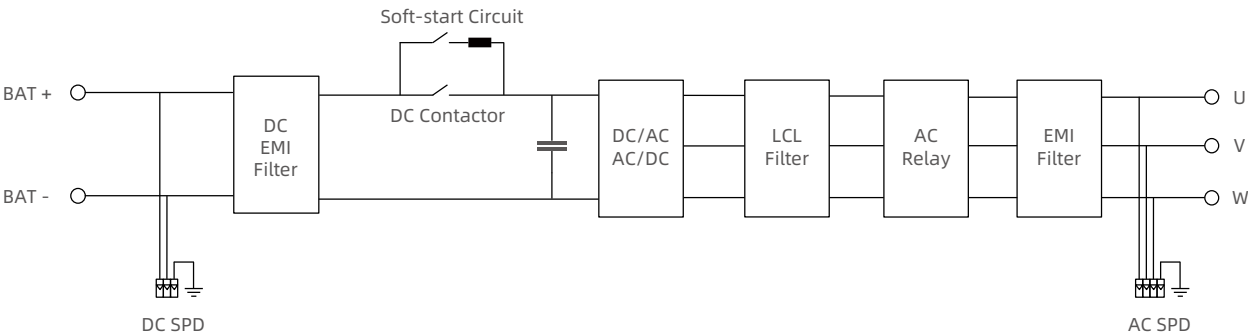 Soft-start Circuit
BAT +
DC Contactor
DC
EMI
Filter
DC/AC
AC/DC
LCL
Filter
AC
Relay
EMI
Filter
U
V
W
BAT -
DC SPD
AC SPD